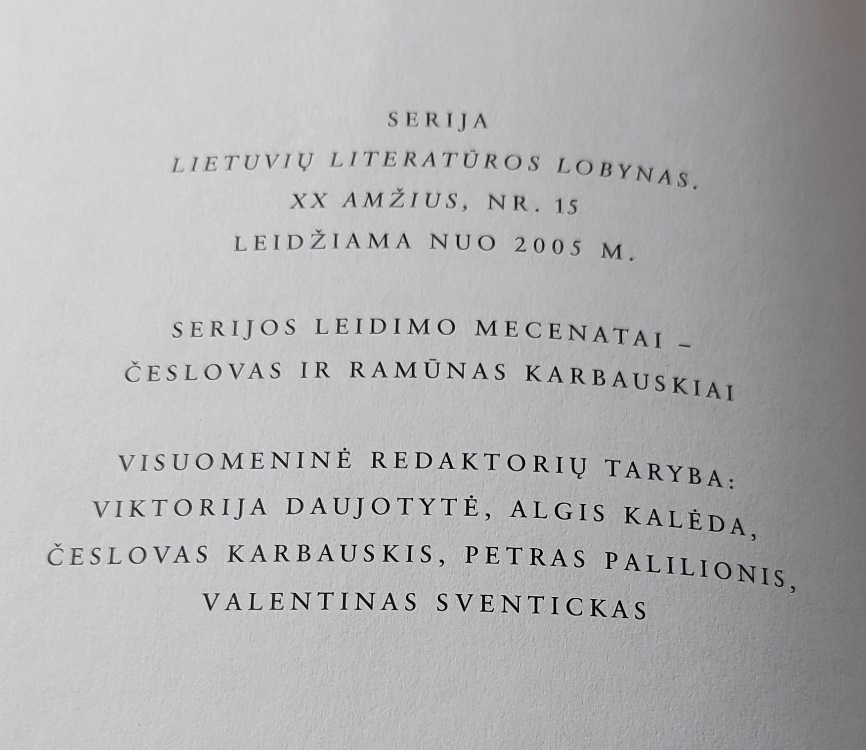 SERIJA
LIETUVIŲ LITERATŪROS LOBYNAS.
XX AMŽIUS, NR. 15
LEIDŽIAMA NUO 2005 M.
SERIJOS LEIDIMO MECENATAI –
ČESLOVAS IR RAMŪNAS KARBAUSKIAI
VISUOMENINĖ REDAKTORIŲ TARYBA:
VIKTORIJA DAUJOTYTĖ, ALGIS KALĖDA,
ČESLOVAS KARBAUSKIS, PETRAS PALILIONIS,
VALENTINAS SVENTICKAS